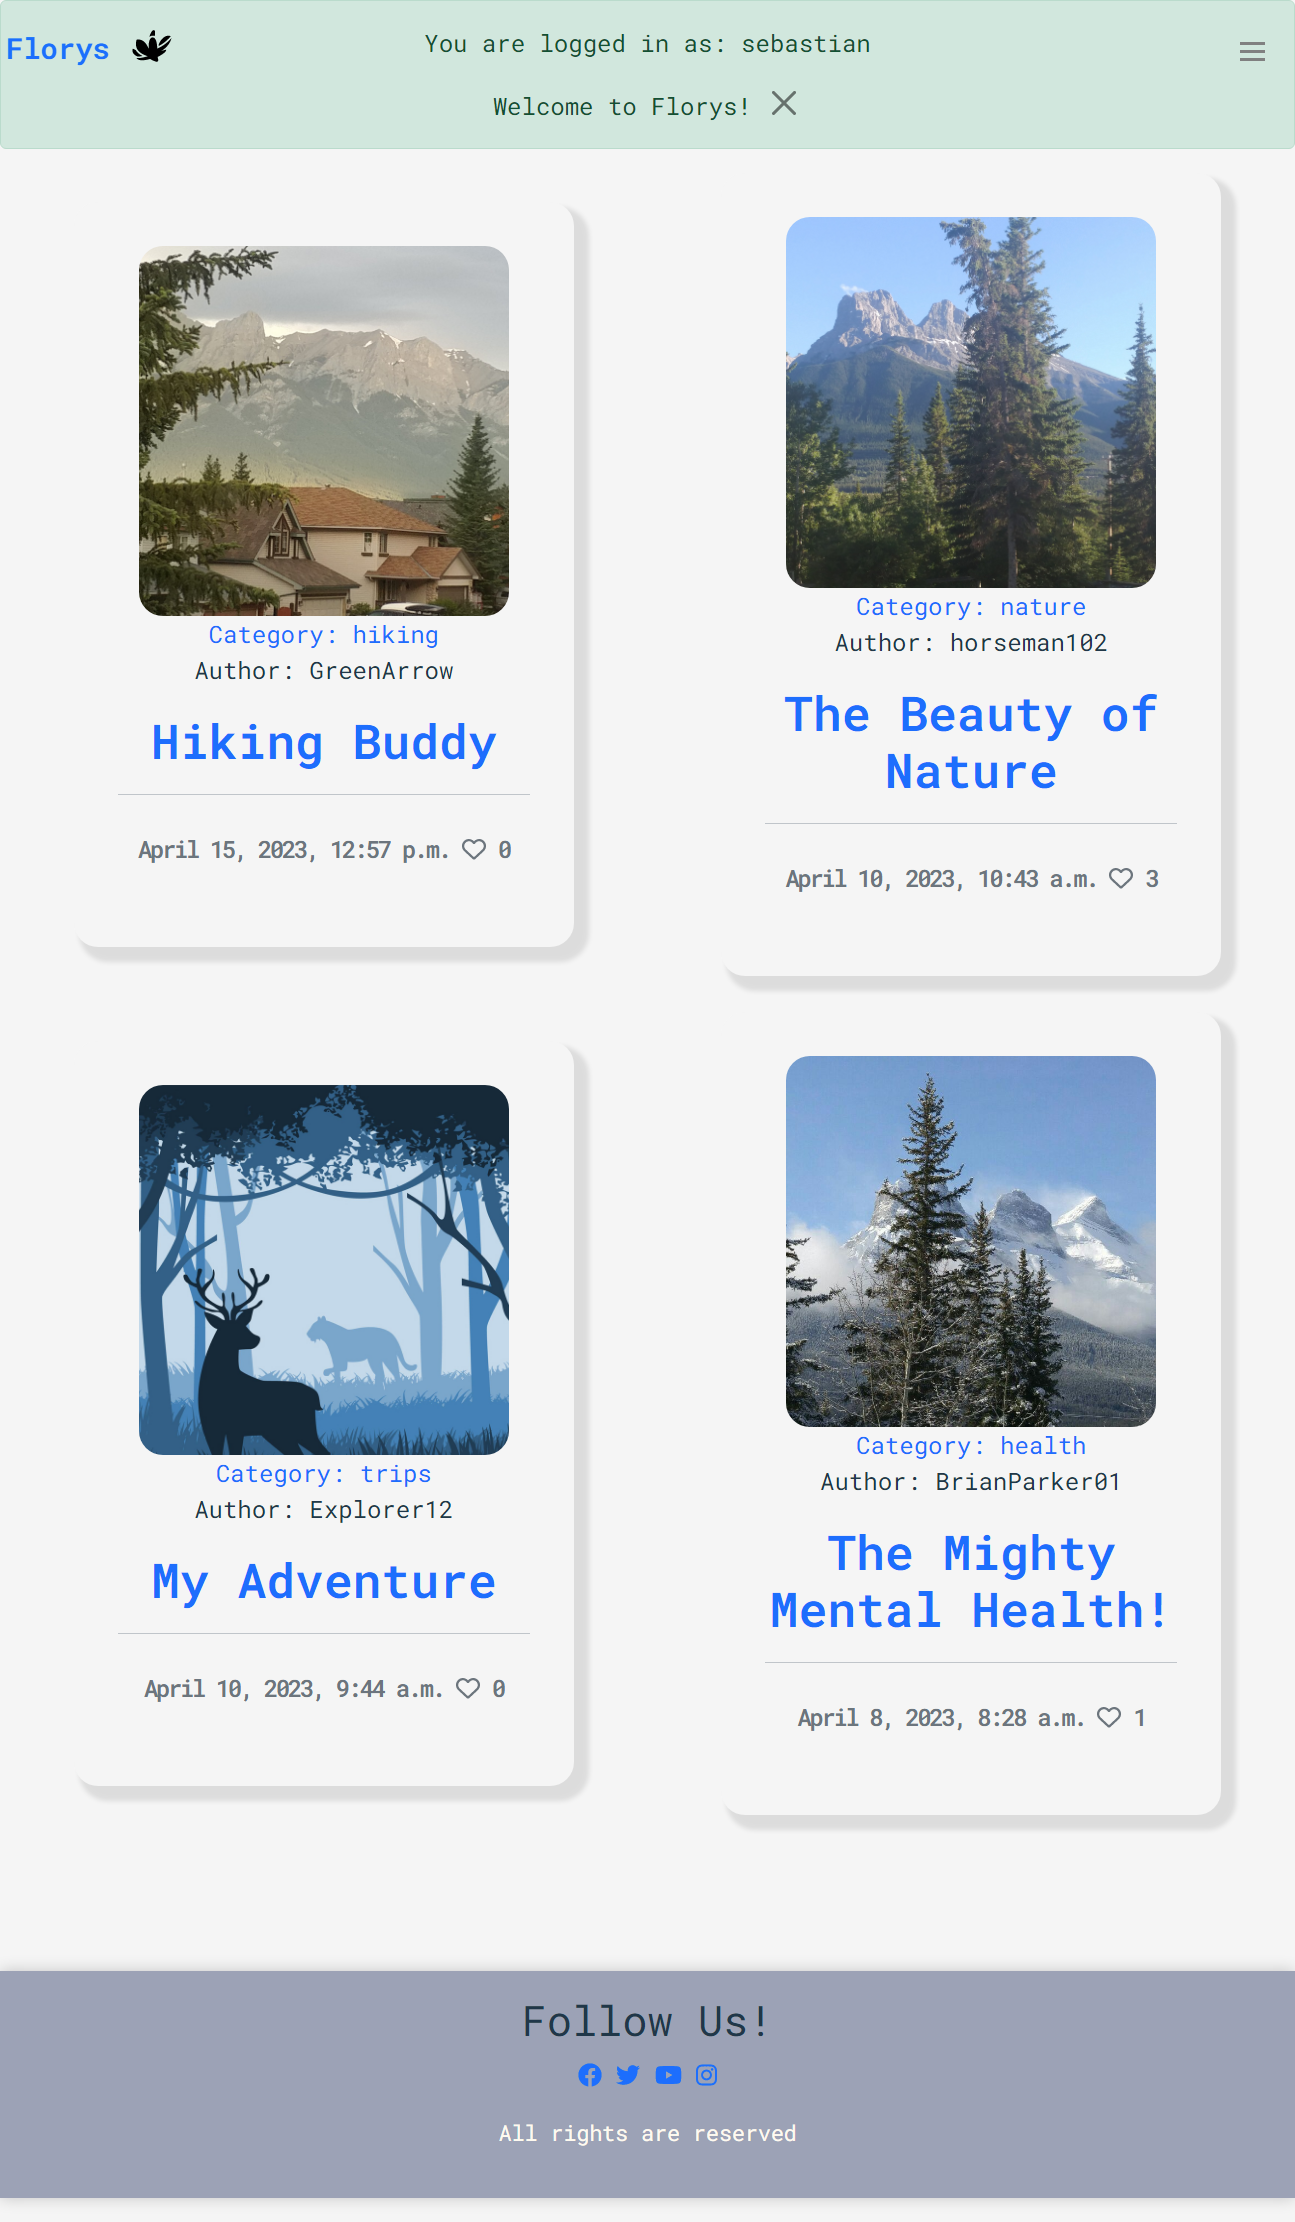 Florys
You are logged in as: sebastian
Welcome to Florys!
Category: hiking
Author: GreenArrow
Hiking Buddy
April 15, 2023, 12:57 p.m. 0
Category: nature
Author: horseman102
The Beauty of
Nature
April 10, 2023, 10:43 a.m. 3
Category: trips
Author: Explorer12
My Adventure
April 10, 2023, 9:44 a.m. 0
Category: health
Author: BrianParker01
The Mighty
Mental Health!
April 8, 2023, 8:28 a.m. 1
Follow Us!
All rights are reserved